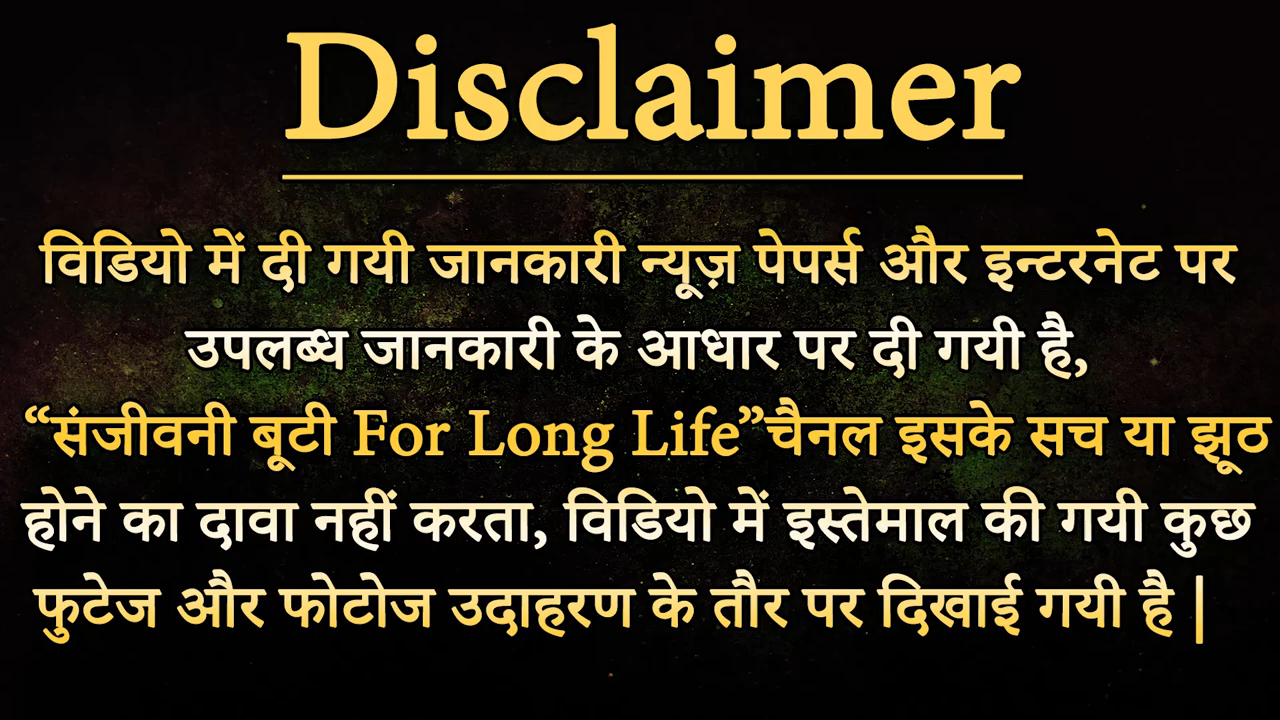 Disclaimer
विडियो में दी गयी जानकारी न्यूज़ पेपर्स और इन्टरनेट पर
उपलब्ध जानकारी के आधार पर दी गयी है,
“संजीवनी बूटी For Long Life”चैनल इसके सच या झूठ
होने का दावा नहीं करता, विडियो में इस्तेमाल की गयी कुछ
फुटेज और फोटोज उदाहरण के तौर पर दिखाई गयी है |